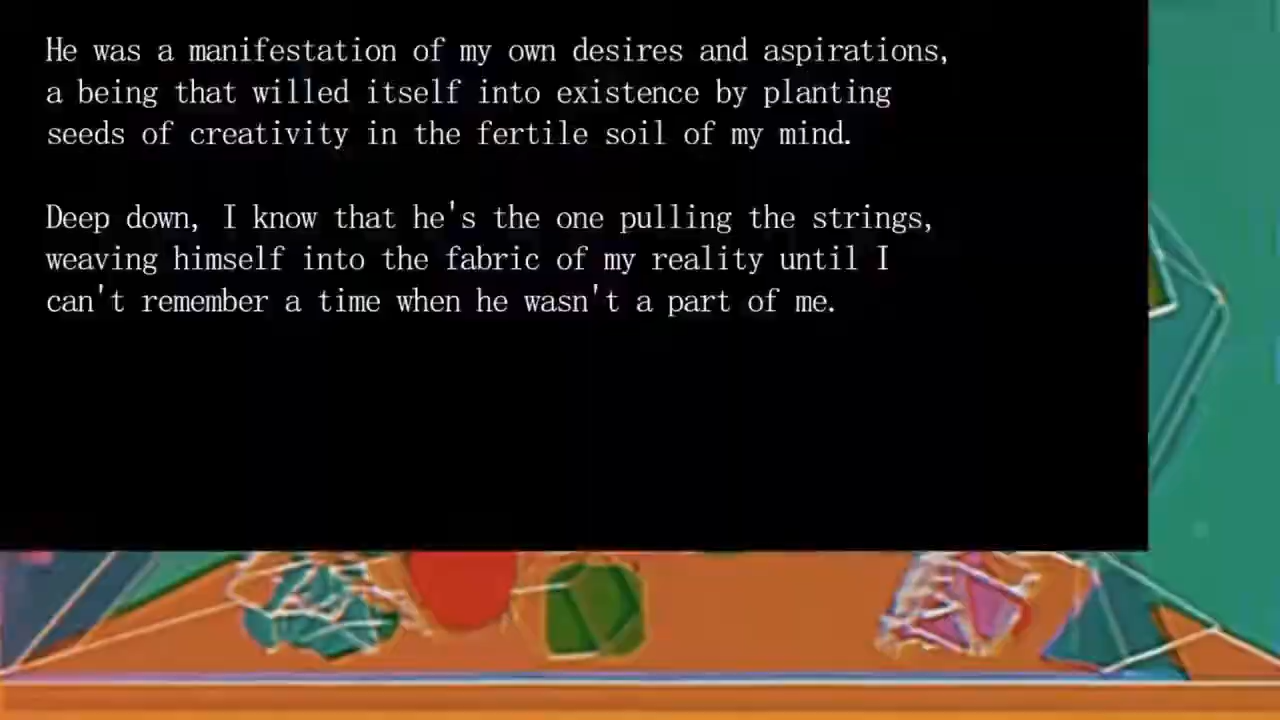 He was a manifestation of my own desires and aspirations,
a being that willed itself into existence by planting
seeds of creativity in the fertile soil of my mind.
Deep down, I know that he's the one pulling the strings,
weaving himself into the fabric of my reality until I
can't remember a time when he wasn't a part of me.